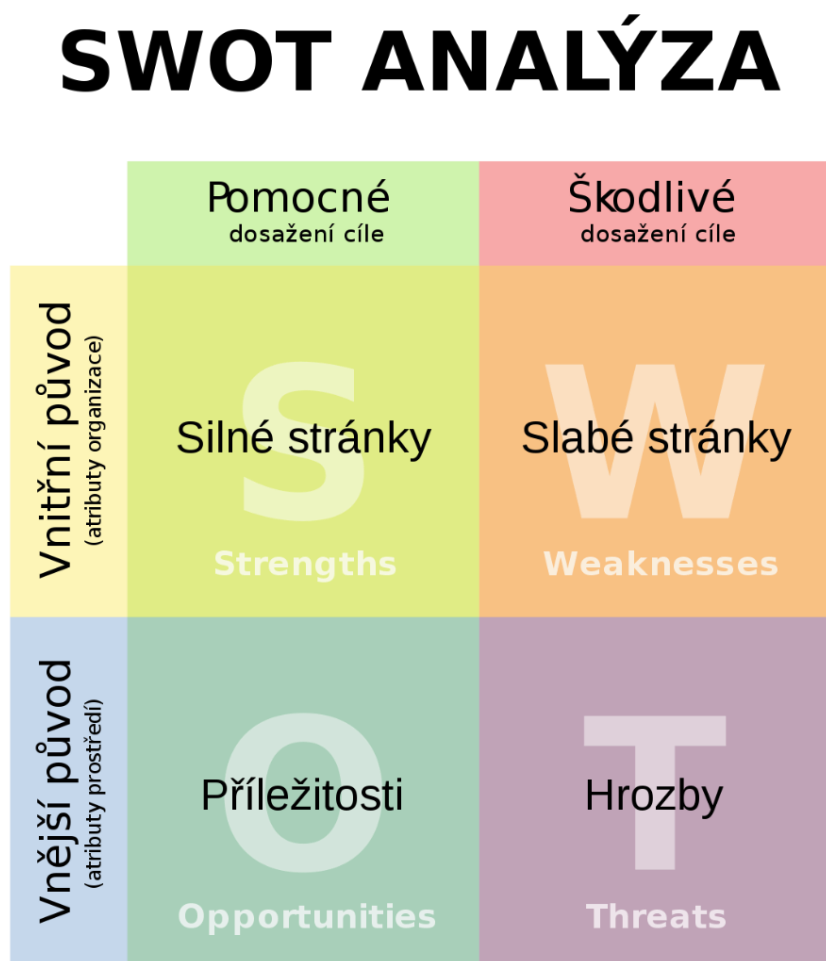 SWOT ANALÝZA
Pomocné
dosažení cíle
Škodlivé
dosažení cíle
Vnitřní původ
(atributy organizace)
S
Silné stránky
Strengths
W
Slabé stránky
Weaknesses
Vnější původ
(atributy prostředí)
O
Příležitosti
Opportunities
T
Hrozby
Threats